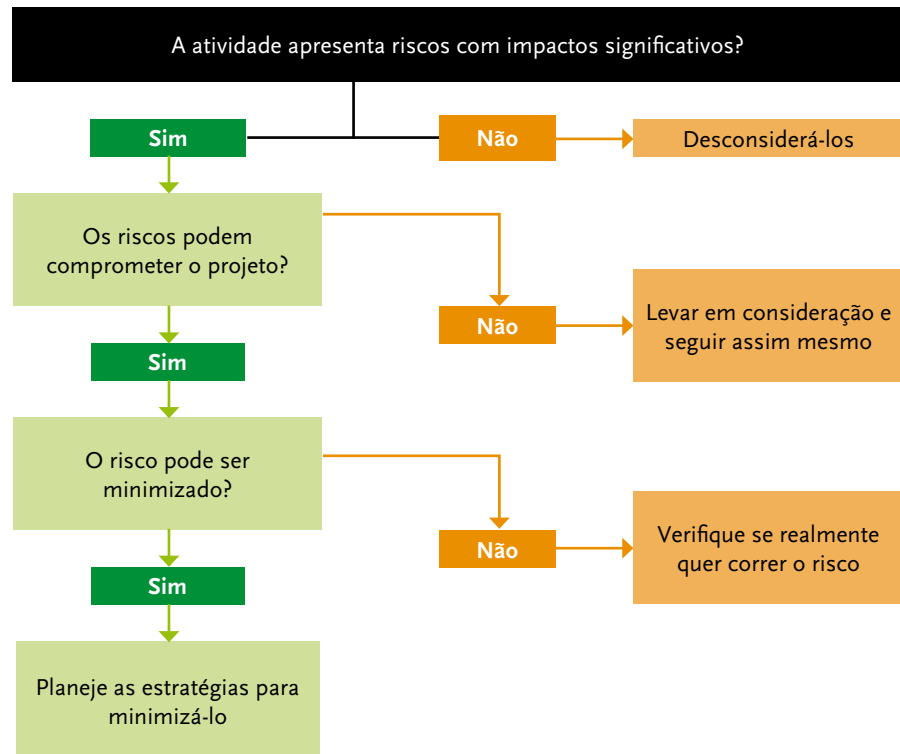 A atividade apresenta riscos com impactos significativos?
Sim
Não
Desconsiderá-los
Os riscos podem
comprometer o projeto?
Não
Levar em consideração e
seguir assim mesmo
Sim
O risco pode ser
minimizado?
Não
Verifique se realmente
quer correr o risco
Sim
Planeje as estratégias para
minimizá-lo